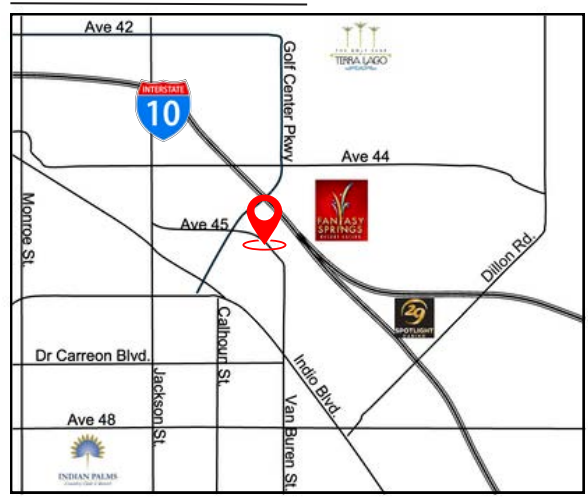 Ave 42
Golf Center Pkwy
THE GOLF CLUB
TERRA LAGO
INTERSTATE
10
Ave 44
Monroe St.
FANTASY
SPRINGS
RESORT CASINO
Ave 45
Dillon Rd.
29
SPOTLIGHT
CASINO
Calhoun St.
Dr Carreon Blvd.
Indio Blvd.
Jackson St.
Van Buren St.
Ave 48
INDIAN PALMS
Country Club & Resort